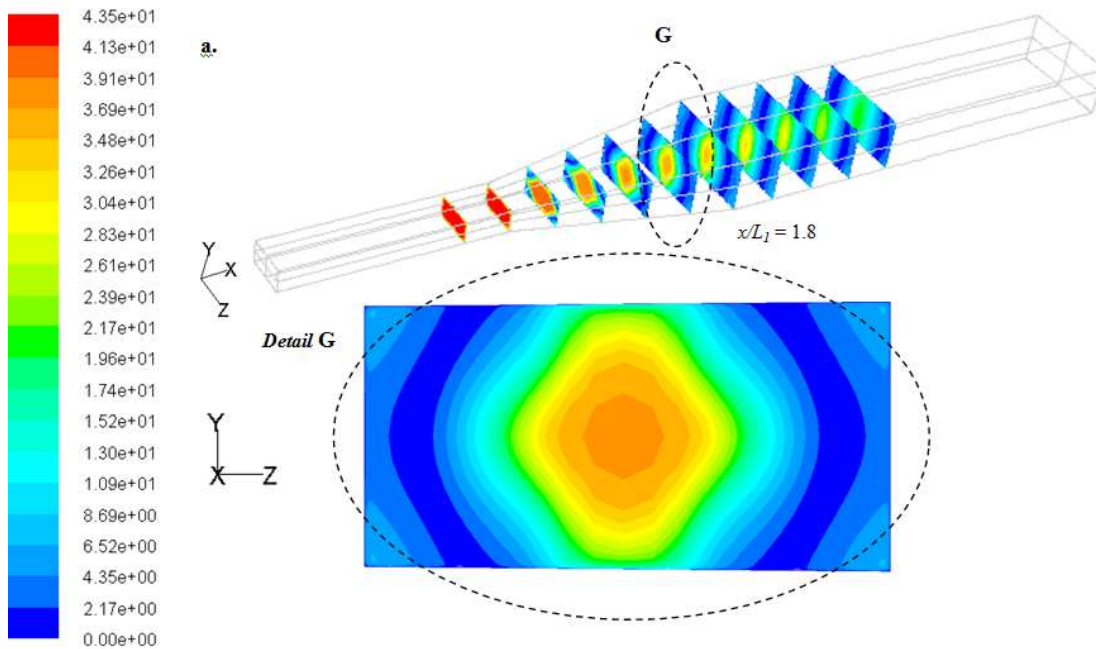 4.35e+01
4.13e+01
3.91e+01
3.69e+01
3.48e+01
3.26e+01
3.04e+01
2.83e+01
2.61e+01
2.39e+01
2.17e+01
1.96e+01
1.74e+01
1.52e+01
1.30e+01
1.09e+01
8.69e+00
6.52e+00
4.35e+00
2.17e+00
0.00e+00
a.
G
x/L1 = 1.8
Y
X
Z
Detail G
Y
X Z